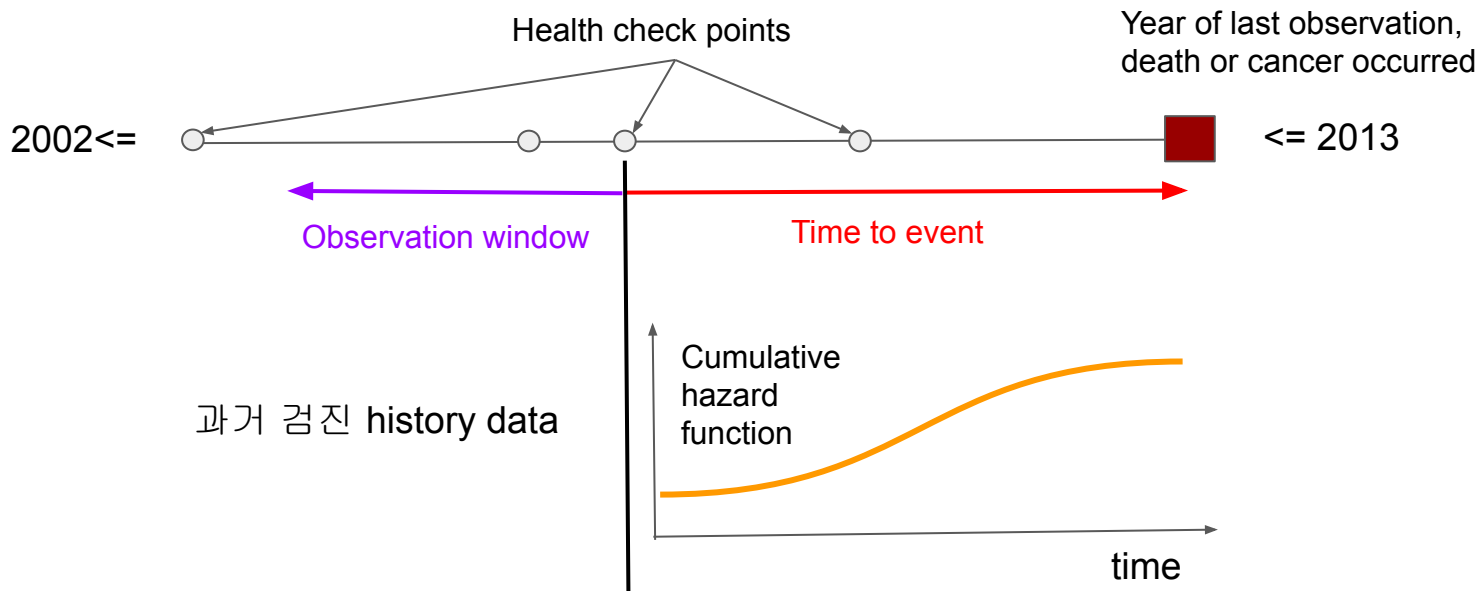 Health check points
Year of last observation,
death or cancer occurred
2002<=
<= 2013
Observation window
Time to event
Cumulative
hazard
function
과거 검진 history data
time